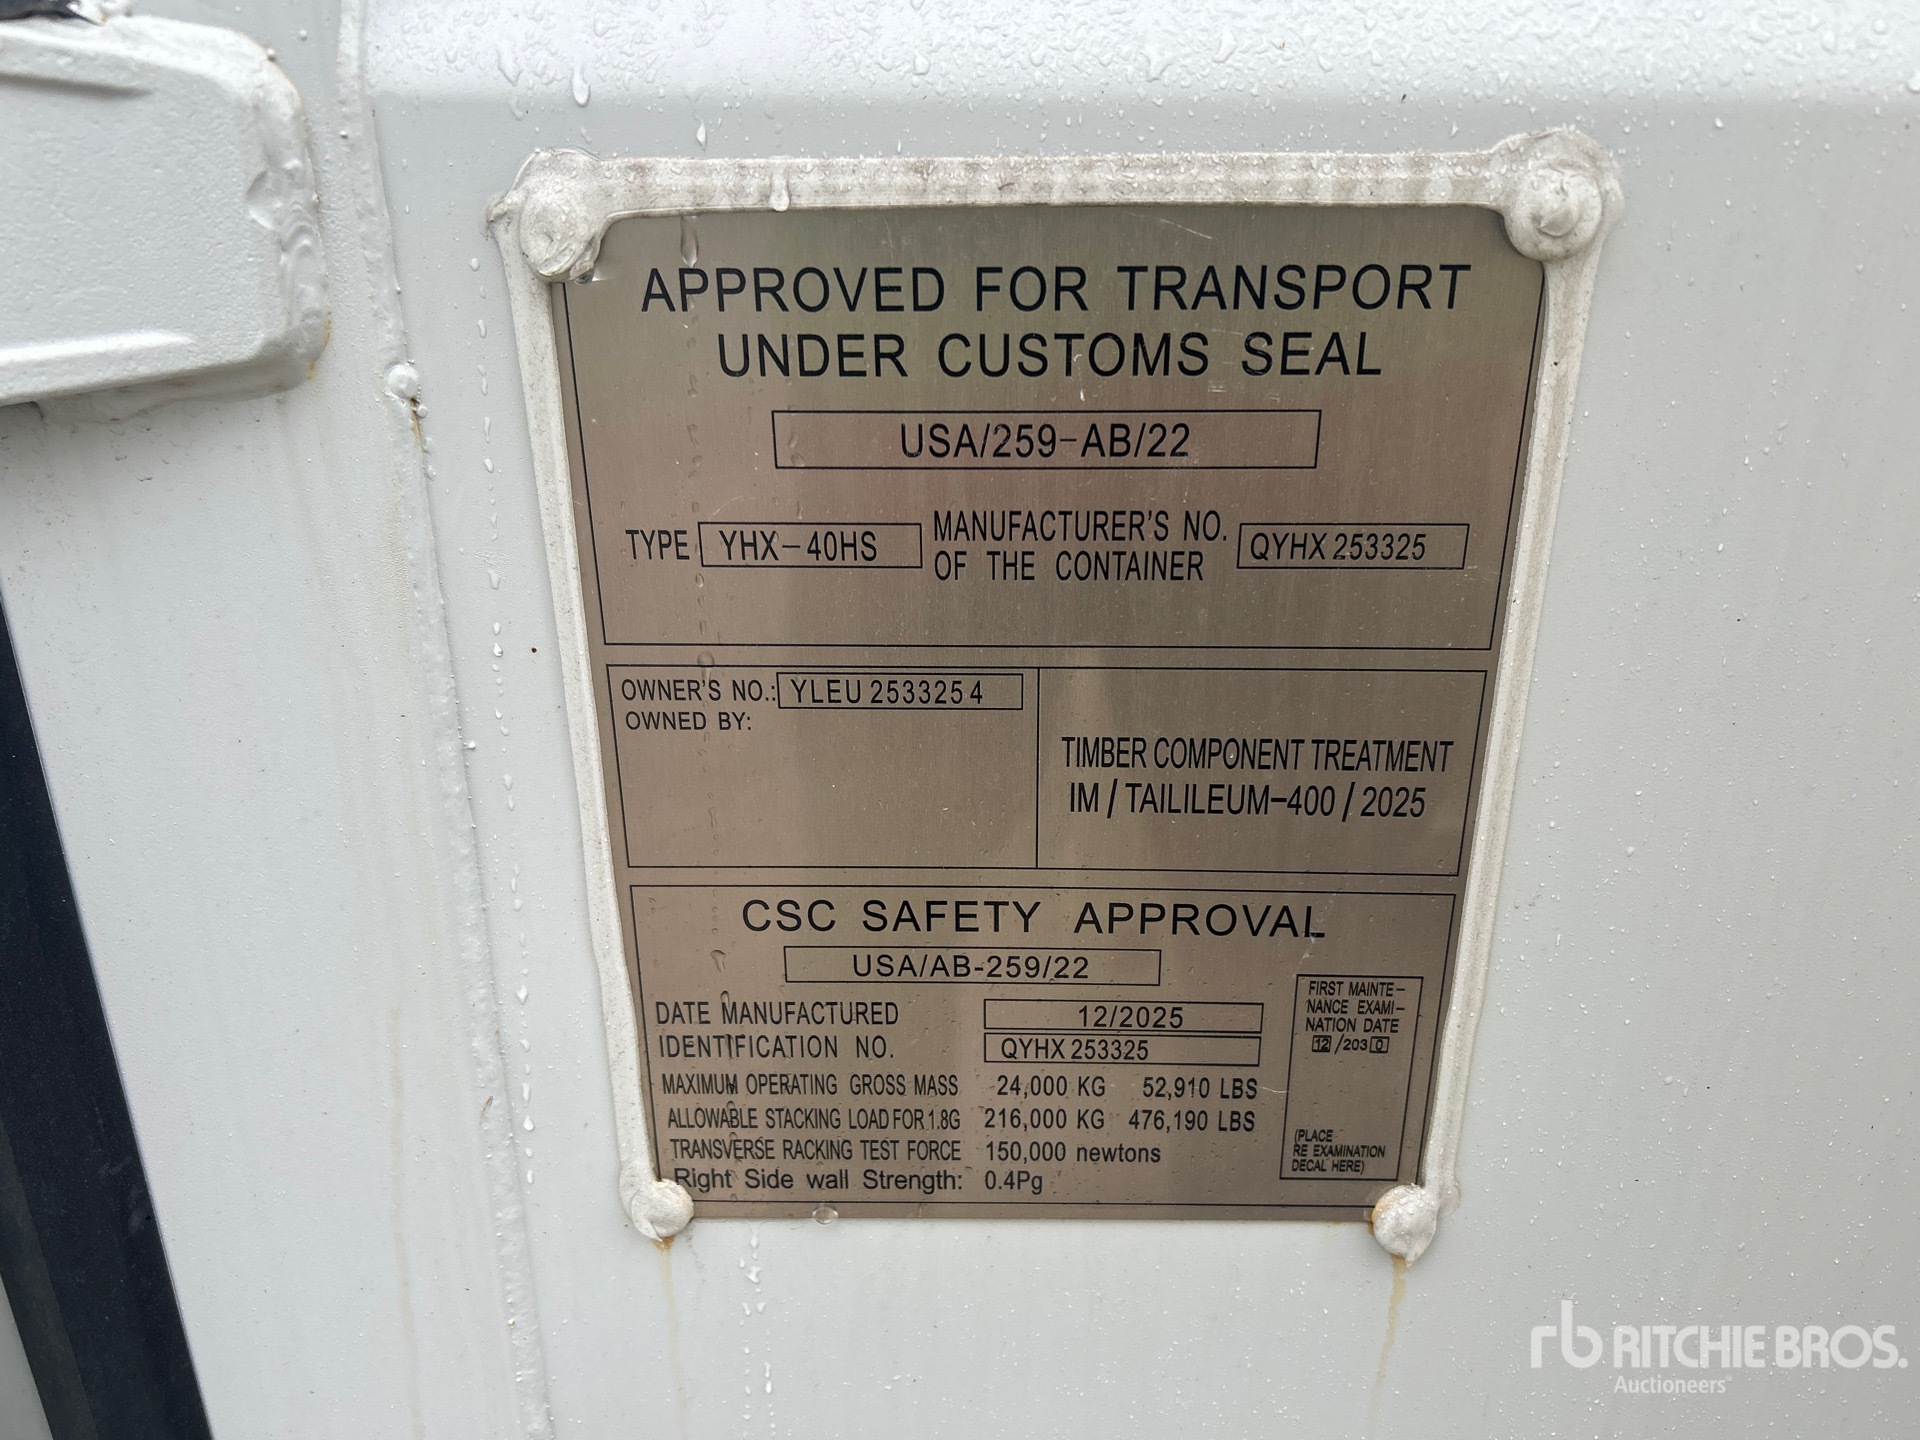 APPROVED FOR TRANSPORT
UNDER CUSTOMS SEAL
USA/259-AB/22
TYPE YHX-40HS MANUFACTURER'S NO. OF THE CONTAINER QYHX 253325
OWNER'S NO.: YLEU 253325 4
OWNED BY:
TIMBER COMPONENT TREATMENT
IM / TAILILEUM-400 / 2025
CSC SAFETY APPROVAL
USA/AB-259/22
DATE MANUFACTURED 12/2025
IDENTIFICATION NO. QYHX 253325
MAXIMUM OPERATING GROSS MASS 24,000 KG 52,910 LBS
ALLOWABLE STACKING LOAD FOR 1.8G 216,000 KG 476,190 LBS
TRANSVERSE RACKING TEST FORCE 150,000 newtons
Right Side wall Strength: 0.4Pg
FIRST MAINTE-
NANCE EXAMI-
NATION DATE
12 /203 0
(PLACE
RE EXAMINATION
DECAL HERE)
rb RITCHIE BROS.
Auctioneers